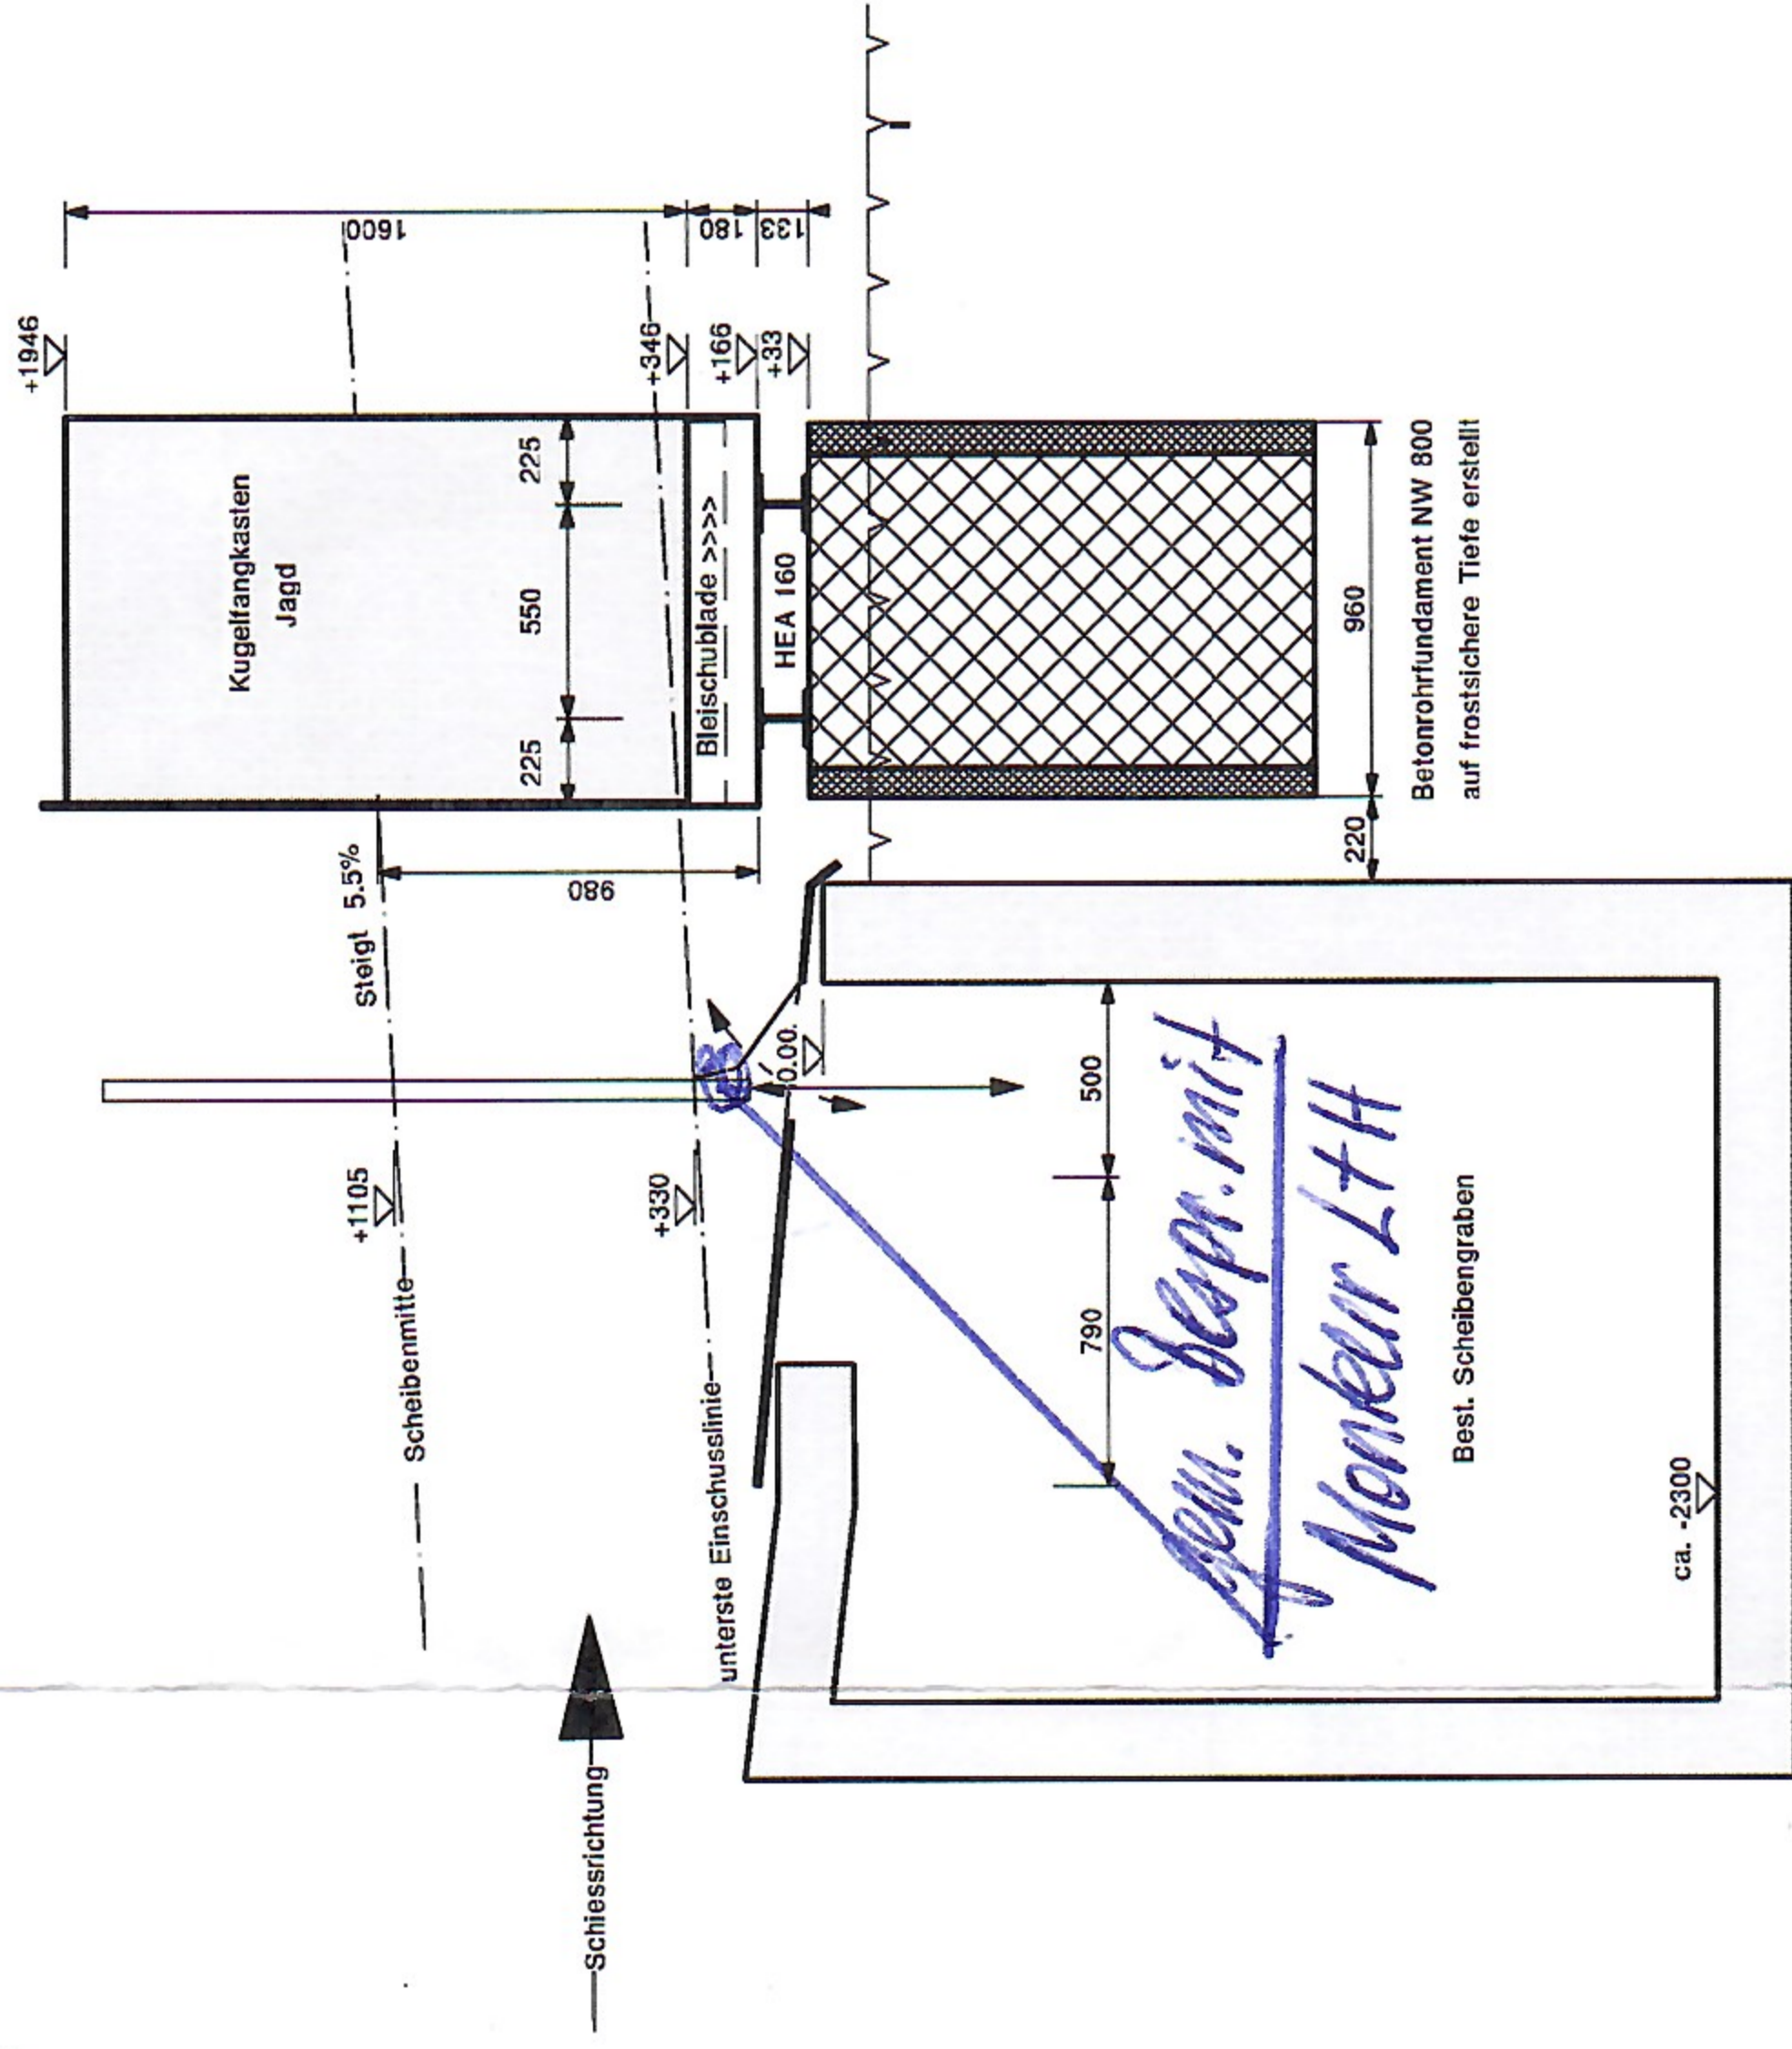 +1946
1600
Kugelfangkasten
Jagd
+346
180
+166
133
+33
225
550
225
Bleischublade >>>>
HEA 160
Steigt 5.5%
980
+1105
Scheibenmitte
+330
unterste Einschusslinie
Schiessrichtung
0.00.
960
220
Betonrohrfundament NW 800
auf frostsichere Tiefe erstellt
500
790
gem. Bespr. mit
Monteur L+H
Best. Scheibengraben
ca. -2300